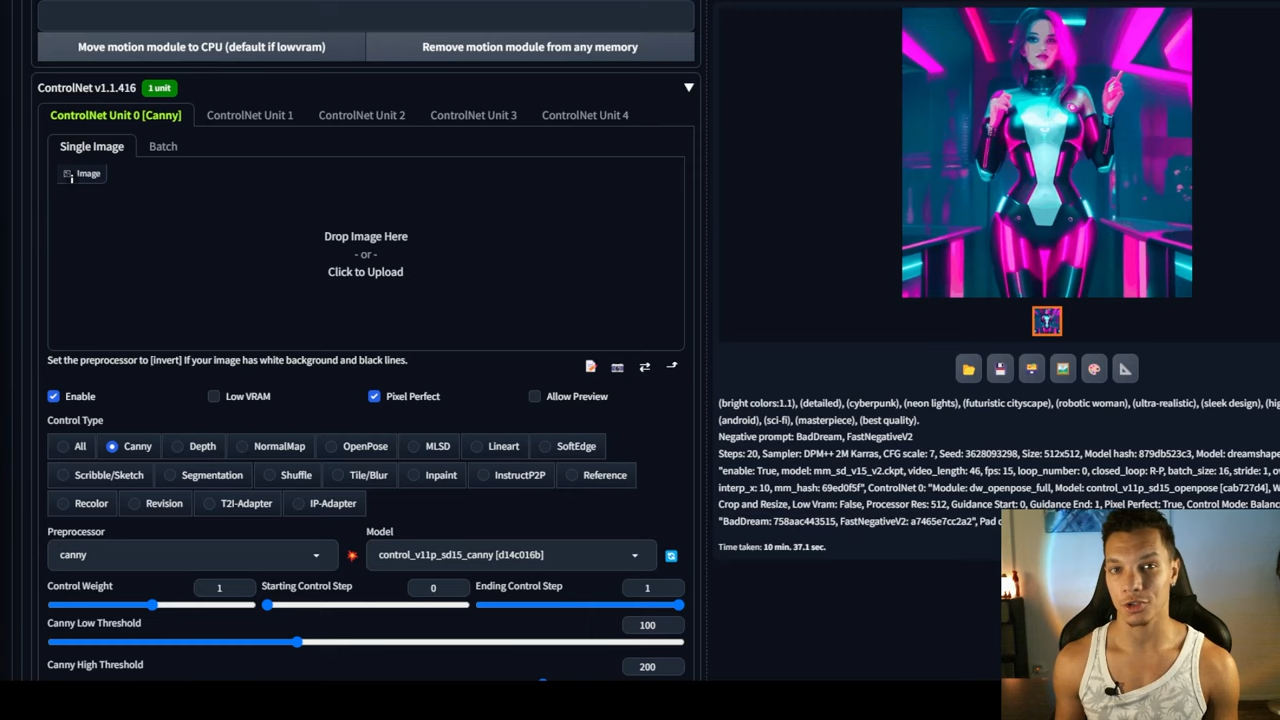 Move motion module to CPU (default if lowvram)
Remove motion module from any memory
ControlNet v1.1.416
1 unit
ControlNet Unit 0 [Canny]
ControlNet Unit 1
ControlNet Unit 2
ControlNet Unit 3
ControlNet Unit 4
Single Image
Batch
Image
Drop Image Here
- or -
Click to Upload
Set the preprocessor to [invert] If your image has white background and black lines.
Enable
Low VRAM
Pixel Perfect
Allow Preview
Control Type
All
Canny
Depth
NormalMap
OpenPose
MLSD
Lineart
SoftEdge
Scribble/Sketch
Segmentation
Shuffle
Tile/Blur
Inpaint
InstructP2P
Reference
Recolor
Revision
T2I-Adapter
IP-Adapter
Preprocessor
Model
canny
control_v11p_sd15_canny [d14c016b]
Control Weight
1
Starting Control Step
0
Ending Control Step
1
Canny Low Threshold
100
Canny High Threshold
200
(bright colors:1.1), (detailed), (cyberpunk), (neon lights), (futuristic cityscape), (robotic woman), (ultra-realistic), (sleek design),
(android), (sci-fi), (masterpiece), (best quality).
Negative prompt: BadDream, FastNegativeV2
Steps: 20, Sampler: DPM++ 2M Karras, CFG scale: 7, Seed: 3628093298, Size: 512x512, Model hash: 879db523c3, Model: dreamshape
"enable: True, model: mm_sd_v15_v2.ckpt, video_length: 46, fps: 15, loop_number: 0, closed_loop: R-P, batch_size: 16, stride: 1,
interp_x: 10, mm_hash: 69ed0f5f", ControlNet 0: "Module: dw_openpose_full, Model: control_v11p_sd15_openpose [cab727d4],
Crop and Resize, Low Vram: False, Processor Res: 512, Guidance Start: 0, Guidance End: 1, Pixel Perfect: True, Control Mode:
"BadDream: 758aac443515, FastNegativeV2: a7465e7cc2a2", Pad
Time taken: 10 min. 37.1 sec.